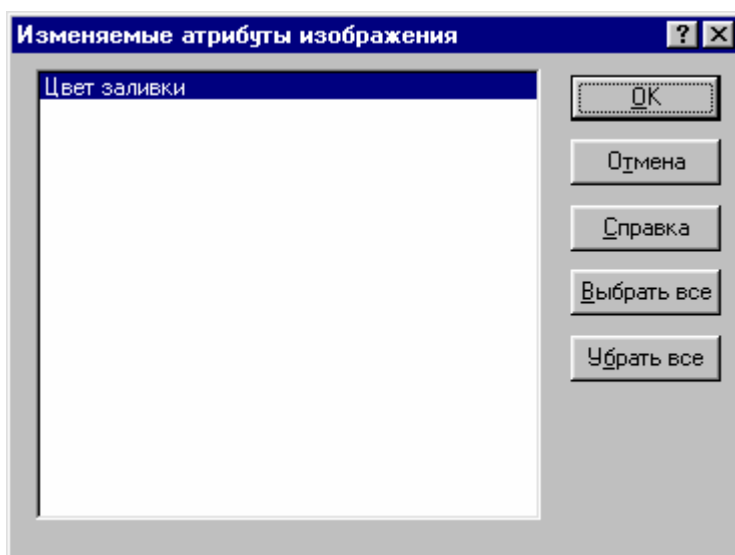 Изменяемые атрибуты изображения
Цвет заливки
OK
Отмена
Справка
Выбрать все
Убрать все